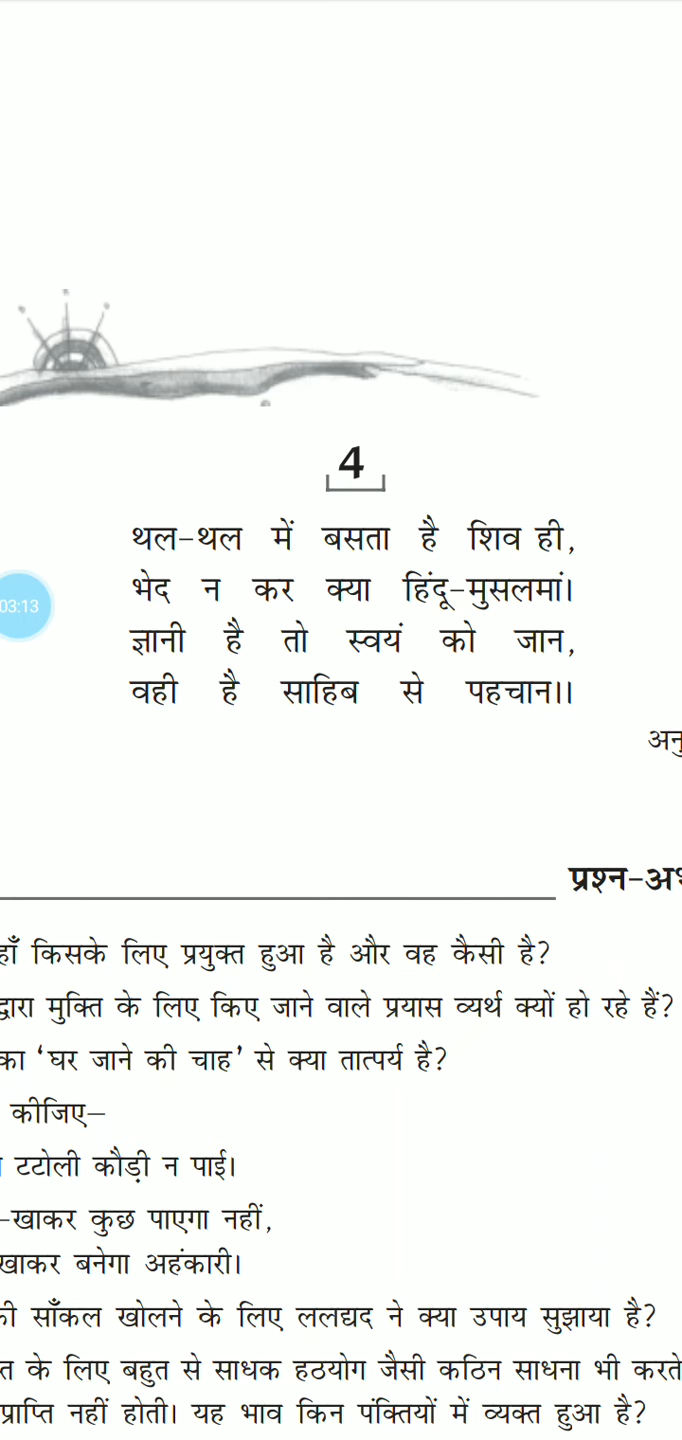 4
थल-थल में बसता है शिव ही,
भेद न कर क्या हिंदू-मुसलमां।
ज्ञानी है तो स्वयं को जान,
वही है साहिब से पहचान।।
03:13
किसके लिए प्रयुक्त हुआ है और वह कैसी है?
द्वारा मुक्ति के लिए किए जाने वाले प्रयास व्यर्थ क्यों हो रहे हैं?
का ‘घर जाने की चाह’ से क्या तात्पर्य है?
कीजिए—
टटोली कौड़ी न पाई।
-खाकर कुछ पाएगा नहीं,
खाकर बनेगा अहंकारी।
की साँकल खोलने के लिए ललद्यद ने क्या उपाय सुझाया है?
के लिए बहुत से साधक हठयोग जैसी कठिन साधना भी करते
प्राप्ति नहीं होती। यह भाव किन पंक्तियों में व्यक्त हुआ है?